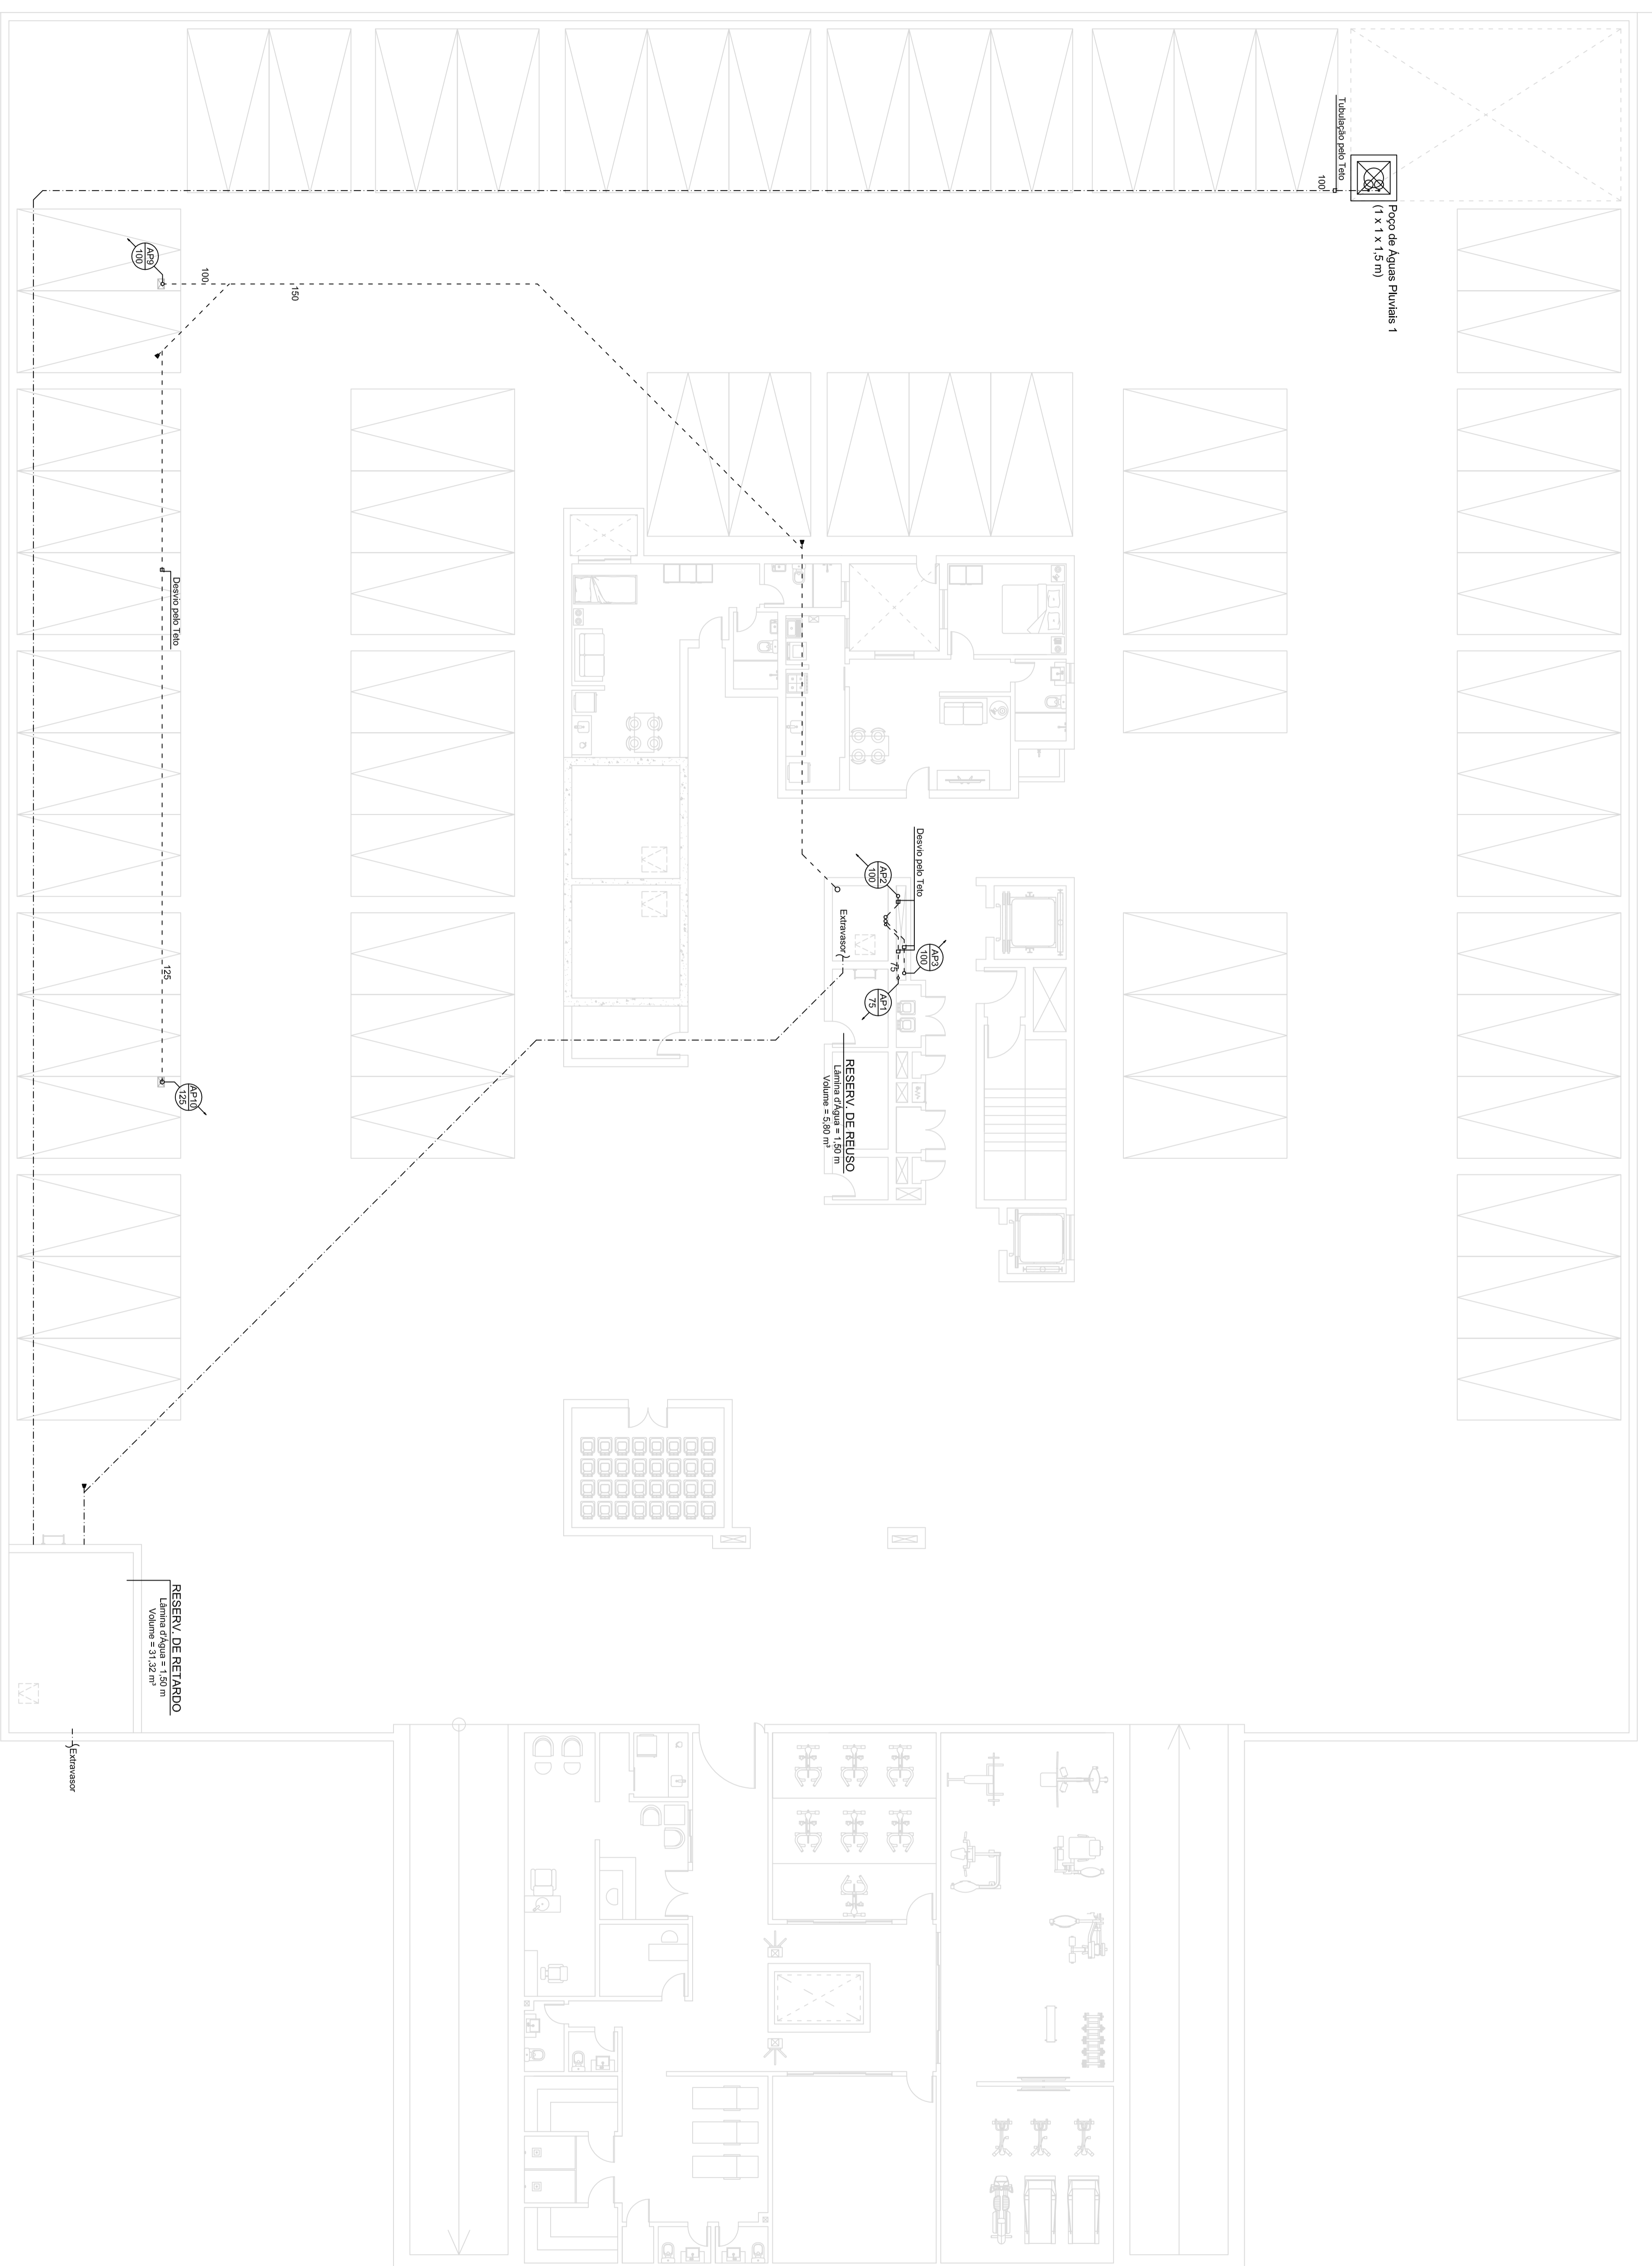 Tubulação pelo Teto
100
Poço de Águas Pluviais 1
(1 x 1 x 1,5 m)
AP9
100
100
150
Desvio pelo Teto
125
AP10
125
Desvio pelo Teto
AP2
100
AP3
100
75
AP1
75
Extravasor
RESERV. DE REUSO
Lâmina d'Água = 1,50 m
Volume = 5,80 m³
RESERV. DE RETARDO
Lâmina d'Água = 1,50 m
Volume = 31,32 m³
Extravasor